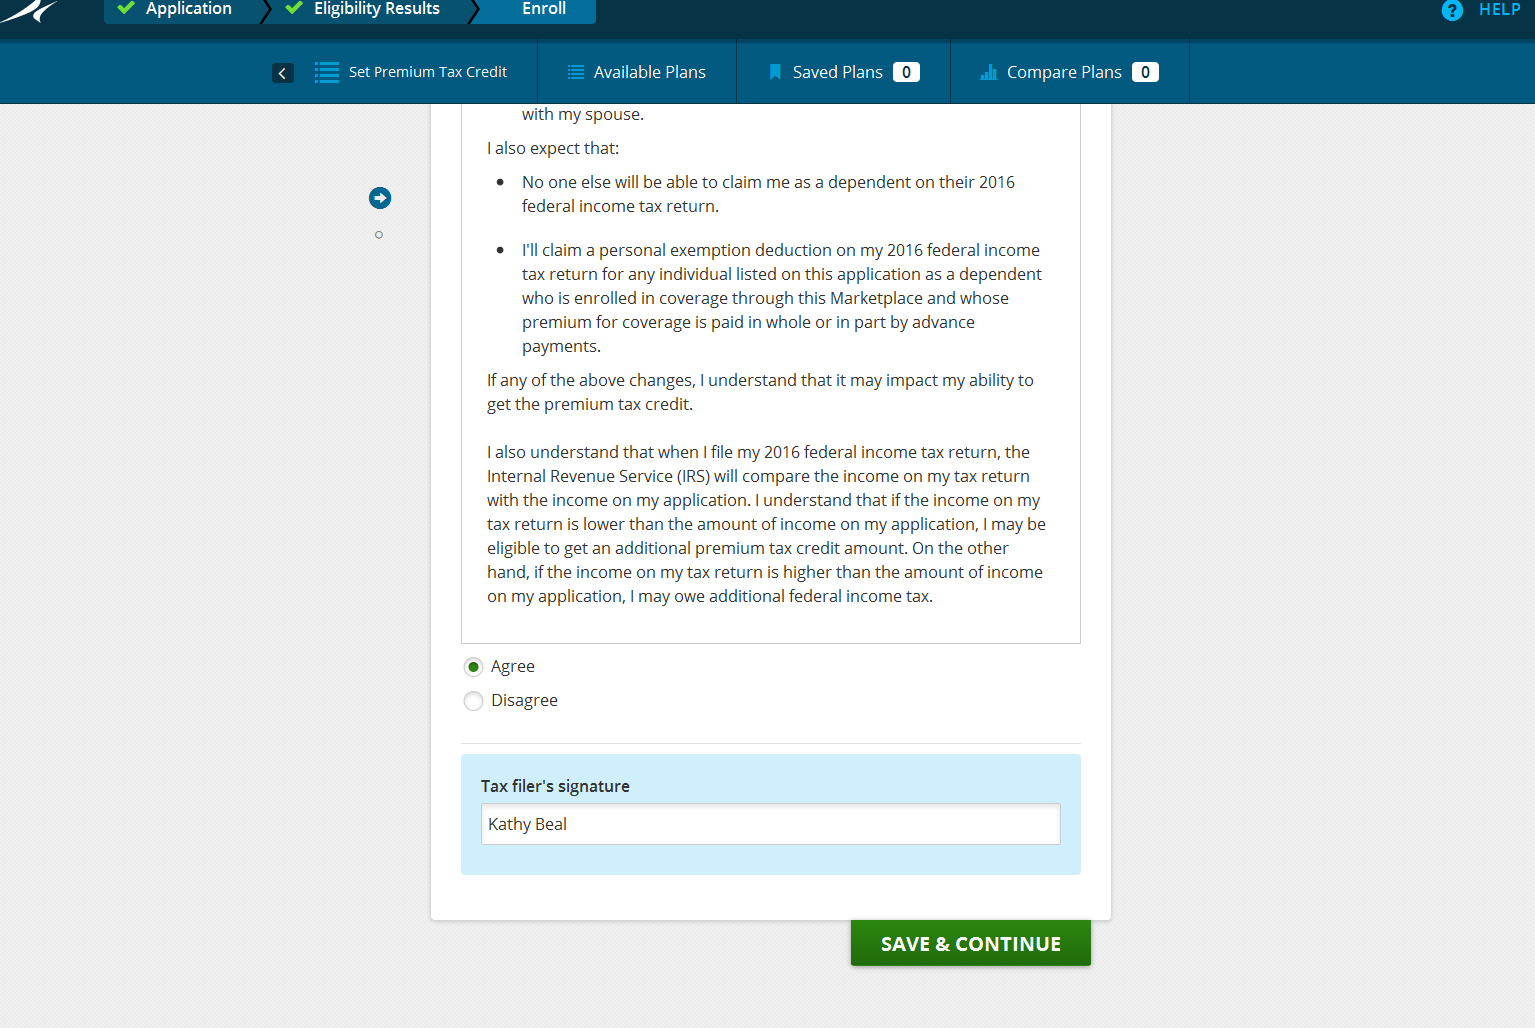 Application
Eligibility Results
Enroll
? HELP
Set Premium Tax Credit
Available Plans
Saved Plans 0
Compare Plans 0
with my spouse.
I also expect that:
• No one else will be able to claim me as a dependent on their 2016
federal income tax return.
• I'll claim a personal exemption deduction on my 2016 federal income
tax return for any individual listed on this application as a dependent
who is enrolled in coverage through this Marketplace and whose
premium for coverage is paid in whole or in part by advance
payments.
If any of the above changes, I understand that it may impact my ability to
get the premium tax credit.
I also understand that when I file my 2016 federal income tax return, the
Internal Revenue Service (IRS) will compare the income on my tax return
with the income on my application. I understand that if the income on my
tax return is lower than the amount of income on my application, I may be
eligible to get an additional premium tax credit amount. On the other
hand, if the income on my tax return is higher than the amount of income
on my application, I may owe additional federal income tax.
Agree
Disagree
Tax filer's signature
Kathy Beal
SAVE & CONTINUE